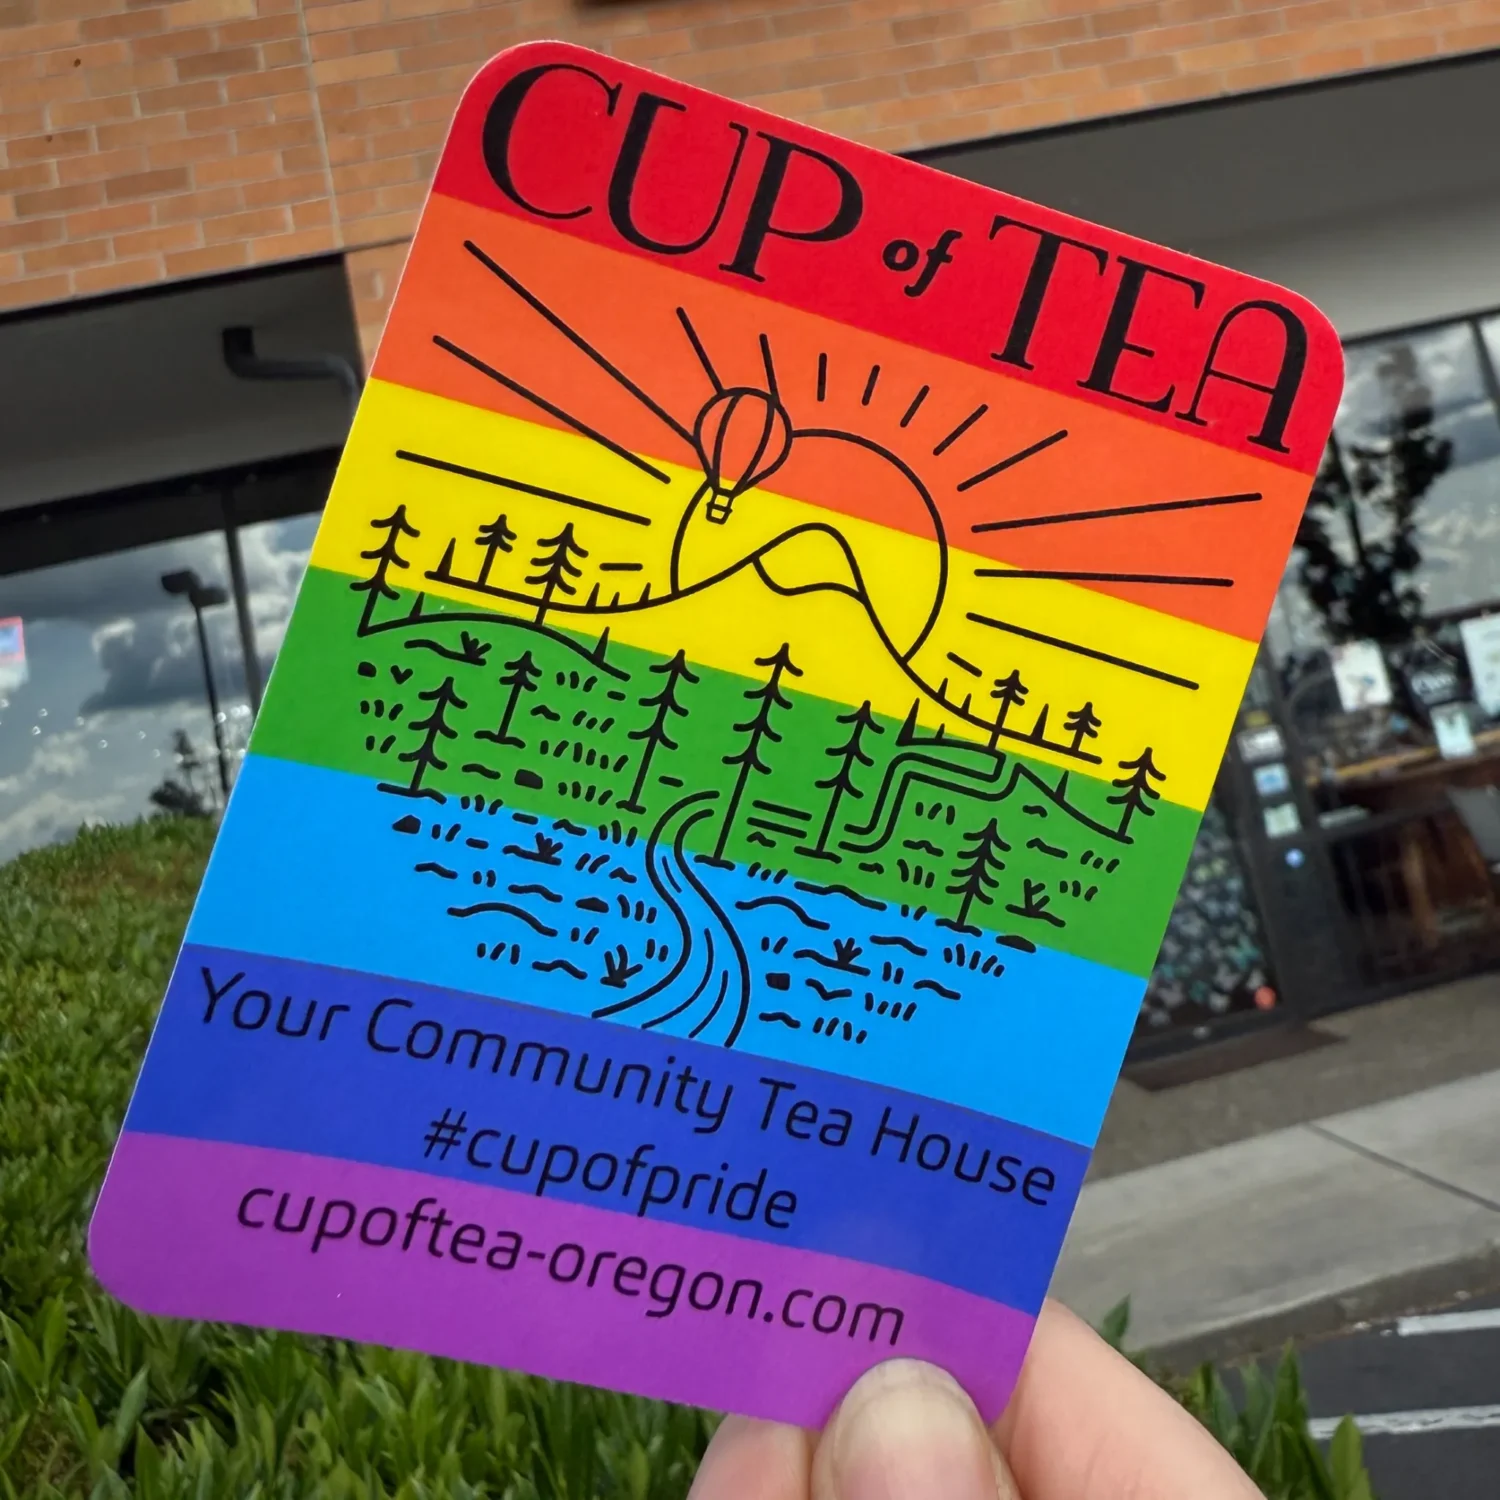 CUP of TEA
Your Community Tea House
#cupofpride
cupoftea-oregon.com